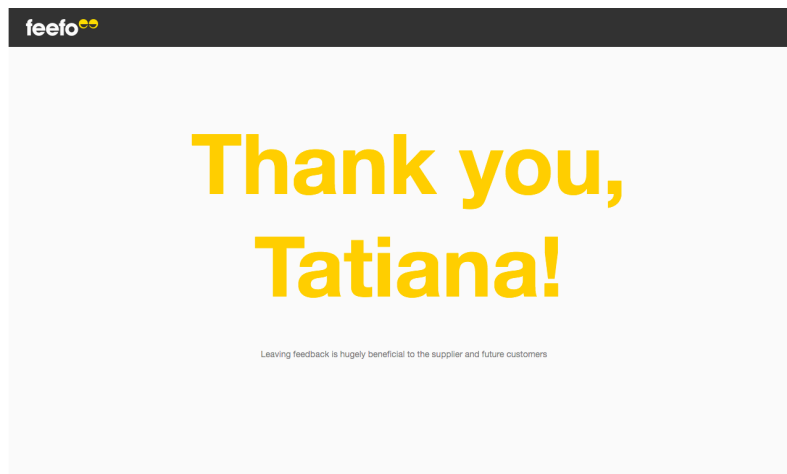 feefo
Thank you,
Tatiana!
Leaving feedback is hugely beneficial to the supplier and future customers